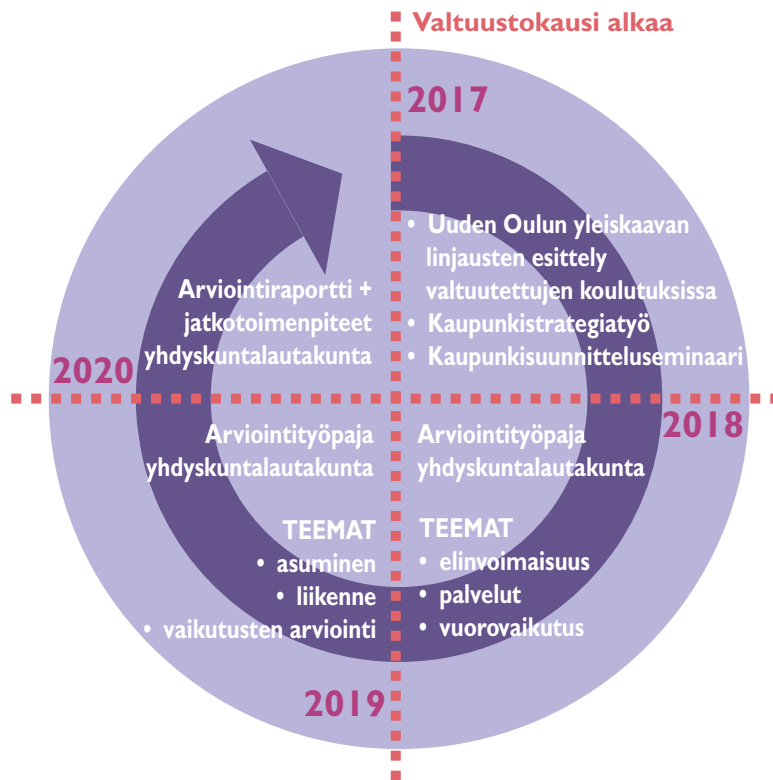 Valtuustokausi alkaa
2017
• Uuden Oulun yleiskaavan
linjausten esittely
valtuutettujen koulutuksissa
• Kaupunkistrategiatyö
• Kaupunkisuunnitteluseminaari
2018
Arviointityöpaja
yhdyskuntalautakunta
TEEMAT
• elinvoimaisuus
• palvelut
• vuorovaikutus
2019
Arviointityöpaja
yhdyskuntalautakunta
TEEMAT
• asuminen
• liikenne
• vaikutusten arviointi
2020
Arviointiraportti +
jatkotoimenpiteet
yhdyskuntalautakunta